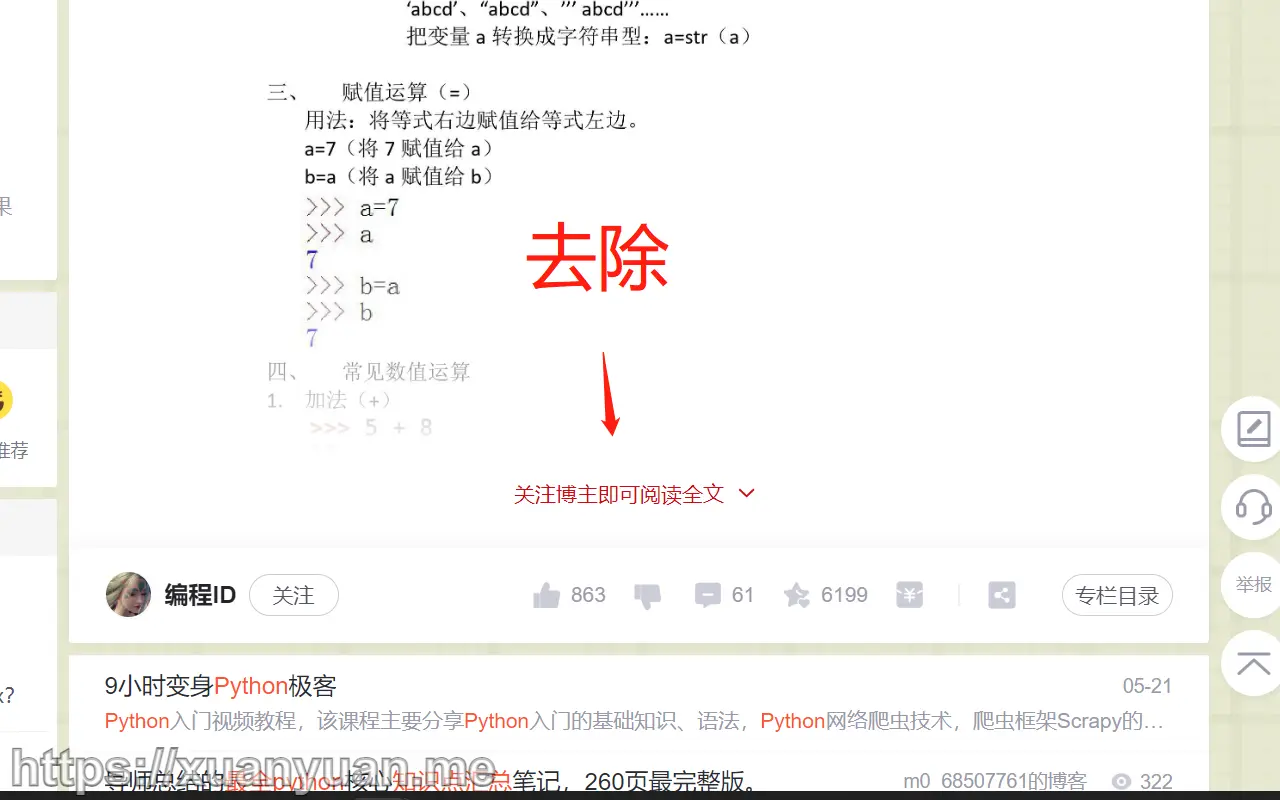 ‘abcd’、“abcd”、’’’ abcd’’’……
把变量 a 转换成字符串型：a=str（a）
三、 赋值运算（=）
用法：将等式右边赋值给等式左边。
a=7（将 7 赋值给 a）
b=a（将 a 赋值给 b）
>>> a=7
>>> a
7
>>> b=a
>>> b
7
去除
四、 常见数值运算
1. 加法（+）
>>> 5 + 8
关注博主即可阅读全文
果
推荐
x?
编程ID 关注 863 61 6199 专栏目录
举报
9小时变身Python极客 05-21
Python入门视频教程，该课程主要分享Python入门的基础知识、语法，Python网络爬虫技术，爬虫框架Scrapy的…
导师总结的最全python核心知识点汇总笔记，260页最完整版。 m0_68507761的博客 322
https://xuanyuan.me